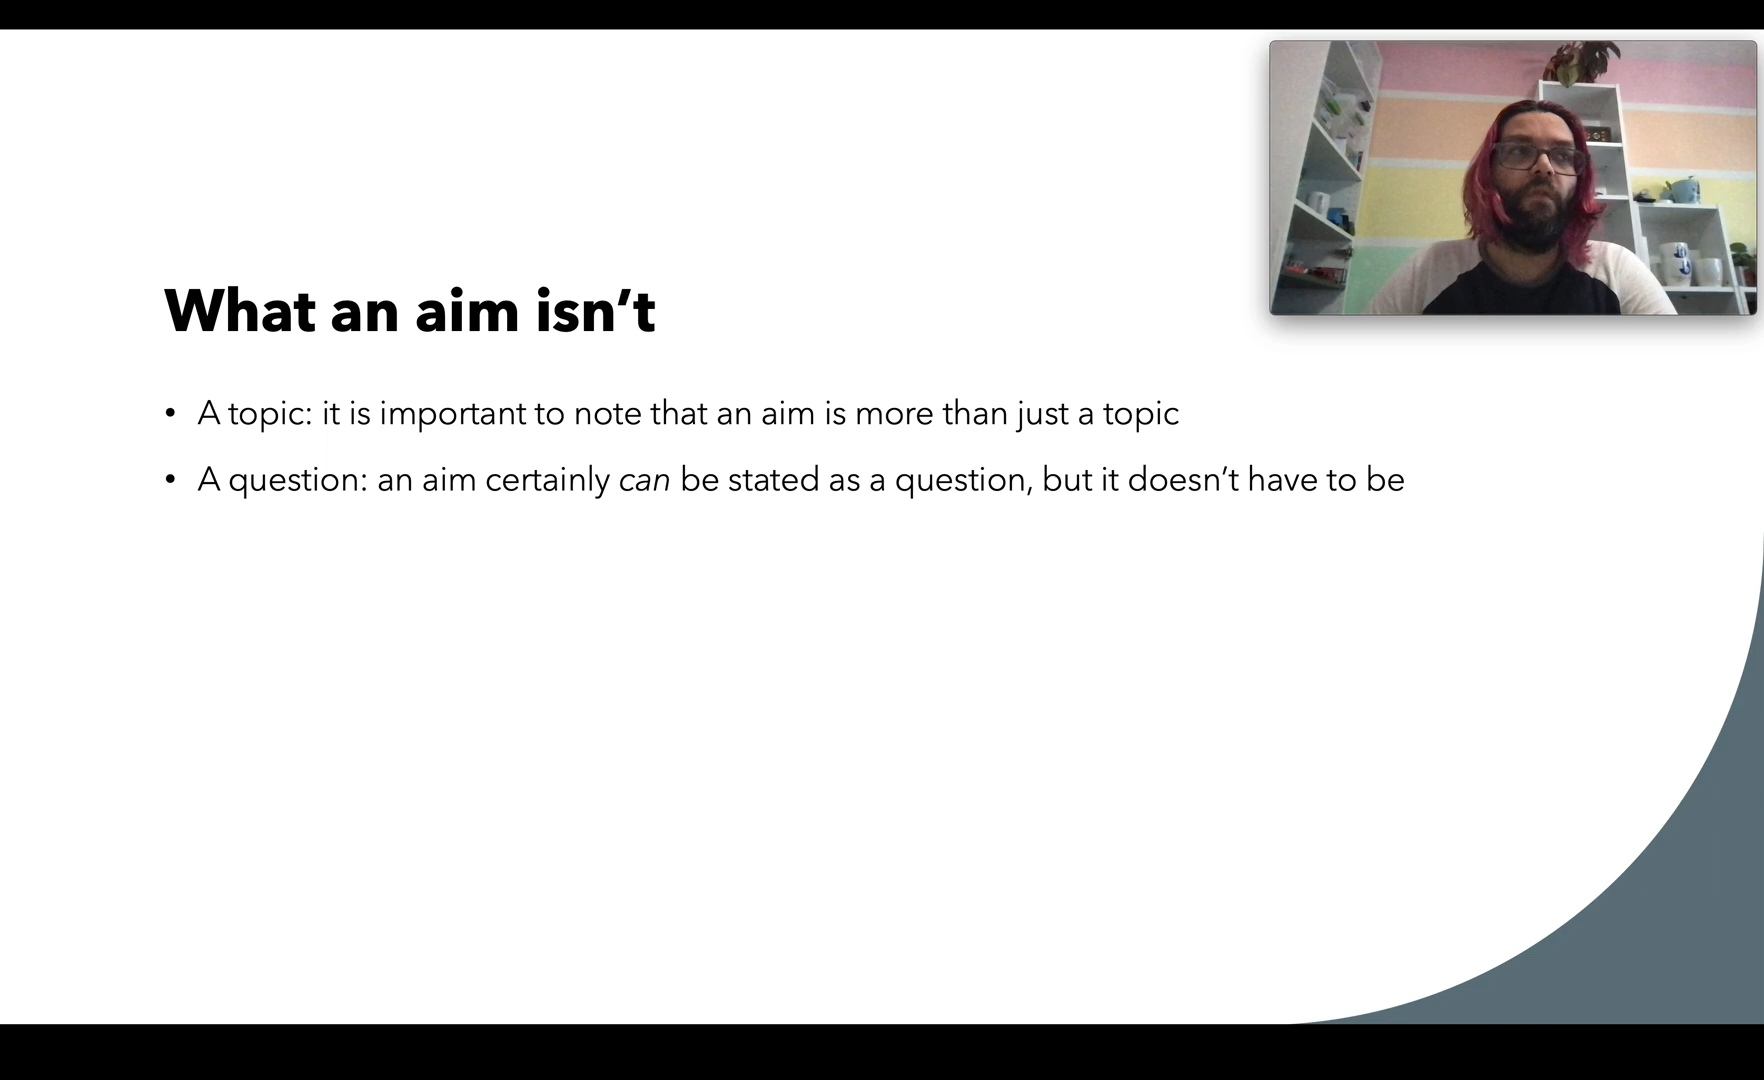 What an aim isn’t
• A topic: it is important to note that an aim is more than just a topic
• A question: an aim certainly can be stated as a question, but it doesn’t have to be